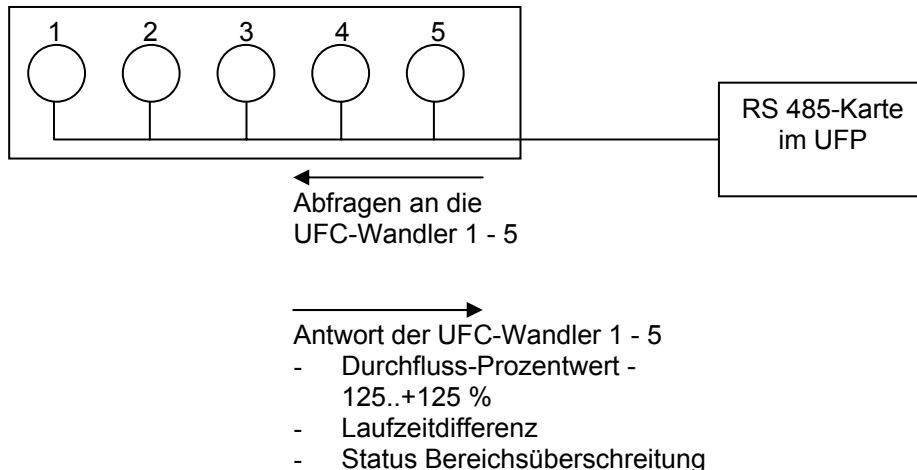 1 2 3 4 5
RS 485-Karte
im UFP
Abfragen an die
UFC-Wandler 1 - 5
Antwort der UFC-Wandler 1 - 5
- Durchfluss-Prozentwert -
125..+125 %
- Laufzeitdifferenz
- Status Bereichsüberschreitung